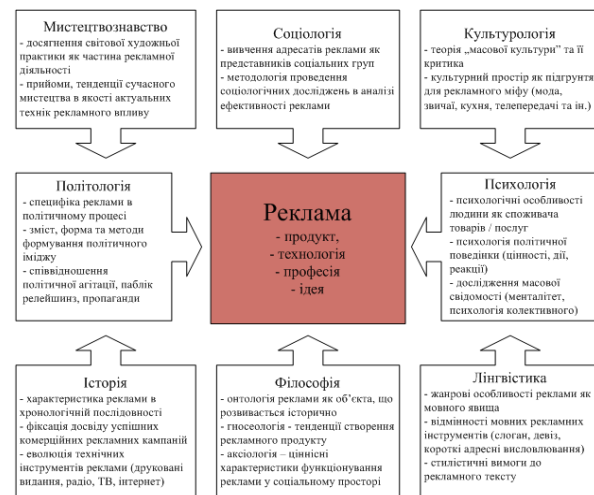 Мистецтвознавство
- досягнення світової художньої
практики як частина рекламної
діяльності
- прийоми, тенденції сучасного
мистецтва в якості актуальних
технік рекламного впливу
Соціологія
- вивчення адресатів реклами як
представників соціальних груп
- методологія проведення
соціологічних досліджень в аналізі
ефективності реклами
Культурологія
- теорія „масової культури” та її
критика
- культурний простір як підґрунтя
для рекламного міфу (мода,
звичаї, кухня, телепередачі та ін.)
Політологія
- специфіка реклами в
політичному процесі
- зміст, форма та методи
формування політичного
іміджу
- співвідношення
політичної агітації, паблік
релейшинз, пропаганди
Реклама
- продукт,
- технологія
- професія
- ідея
Психологія
- психологічні особливості
людини як споживача
товарів / послуг
- психологія політичної
поведінки (цінності, дії,
реакції)
- дослідження масової
свідомості (менталітет,
психологія колективного)
Історія
- характеристика реклами в
хронологічній послідовності
- фіксація досвіду успішних
комерційних рекламних кампаній
- еволюція технічних
інструментів реклами (друковані
видання, радіо, ТВ, інтернет)
Філософія
- онтологія реклами як об’єкта, що
розвивається історично
- гносеологія - тенденції створення
рекламного продукту
- аксіологія – ціннісні
характеристики функціонування
реклами у соціальному просторі
Лінгвістика
- жанрові особливості реклами як
мовного явища
- відмінності мовних рекламних
інструментів (слоган, девіз,
короткі адресні висловлювання)
- стилістичні вимоги до
рекламного тексту